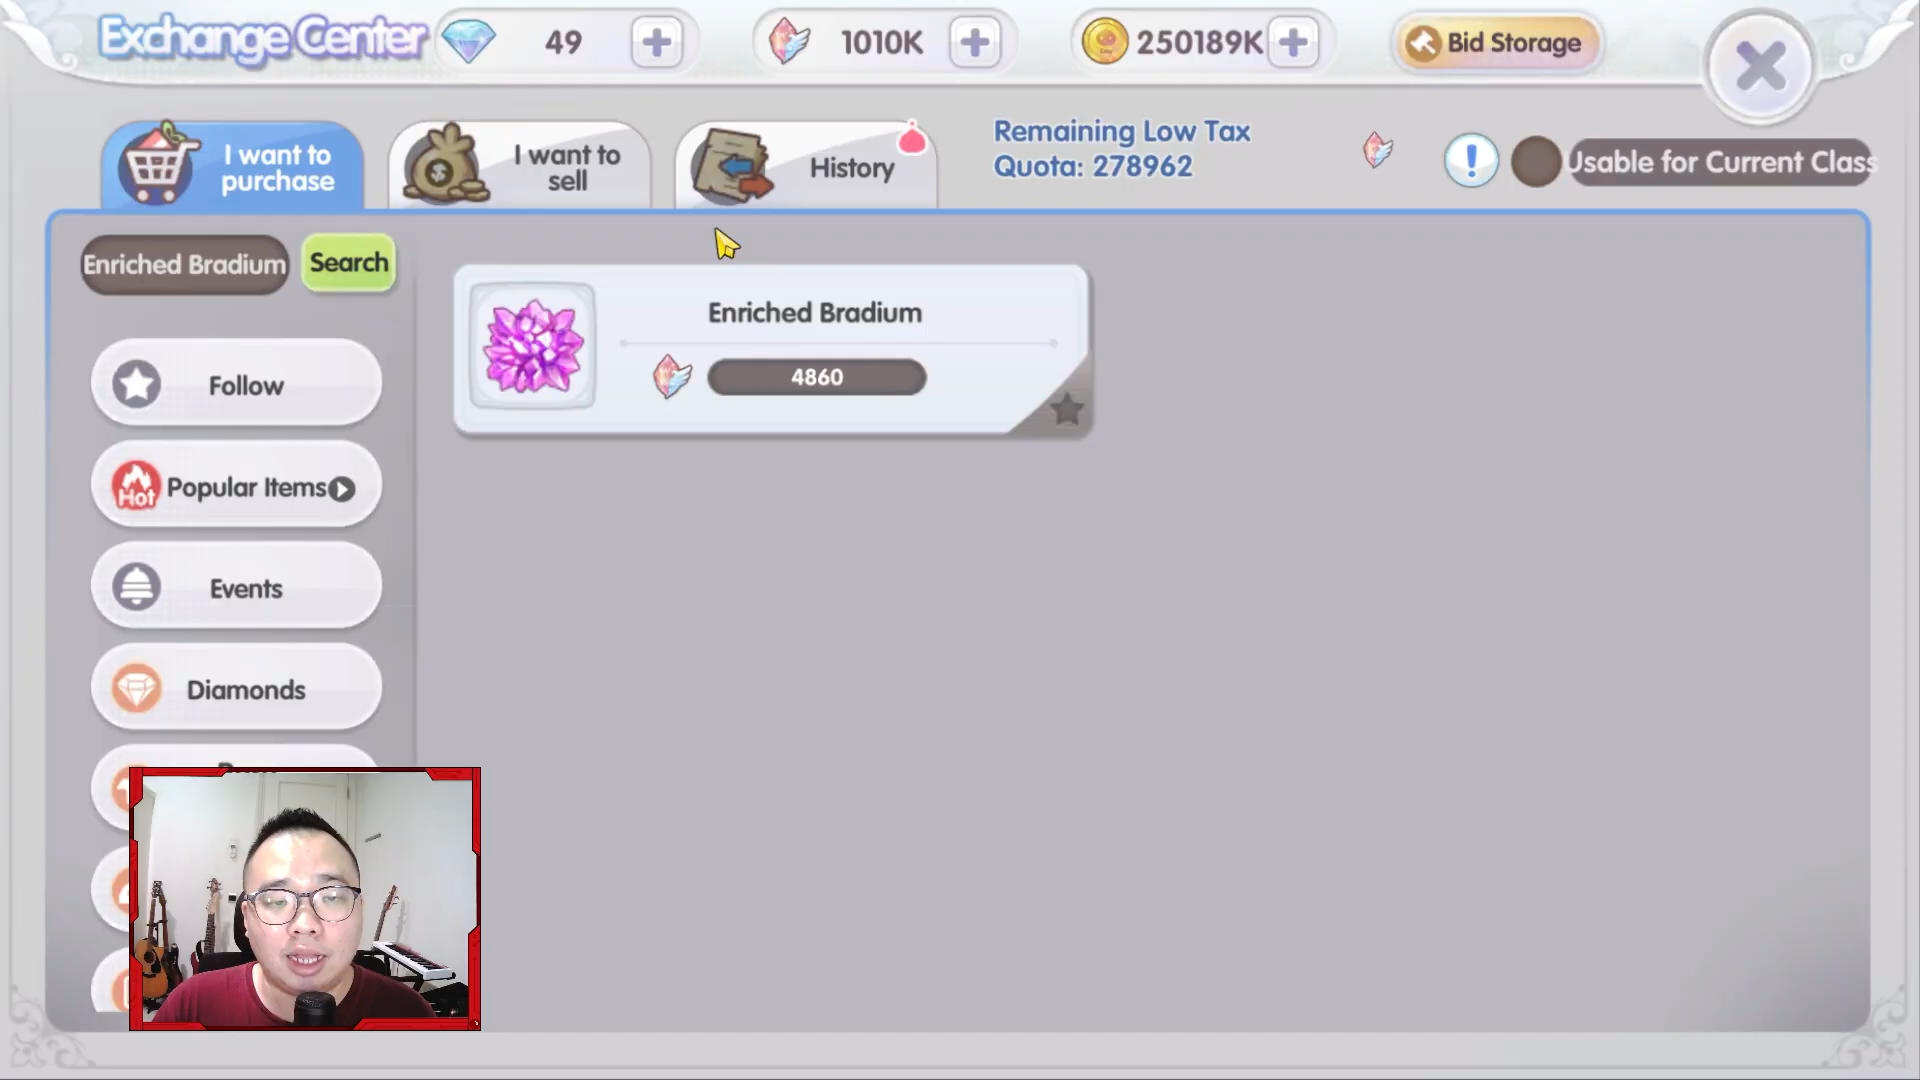 Exchange Center
49
1010K
250189K
Bid Storage
I want to
purchase
I want to
sell
History
Remaining Low Tax
Quota: 278962
Usable for Current Class
Enriched Bradium
Search
Enriched Bradium
4860
Follow
Hot
Popular Items
Events
Diamonds